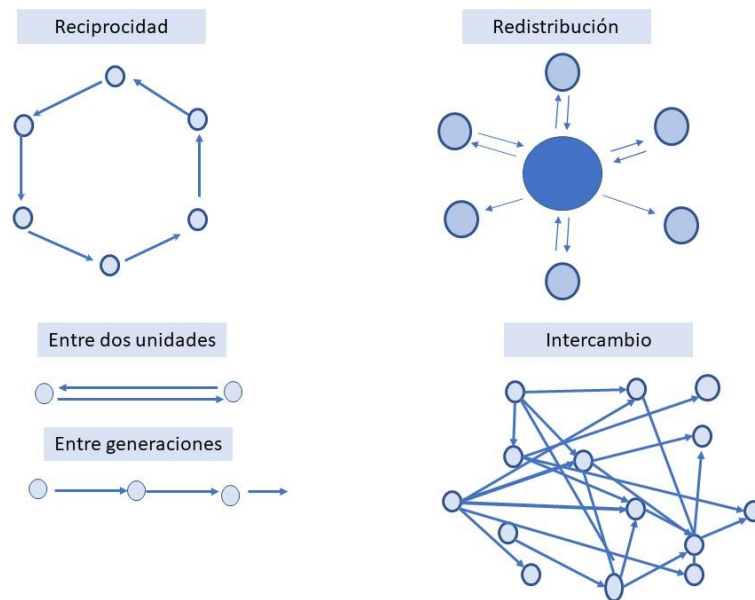 Reciprocidad
Redistribución
Entre dos unidades
Intercambio
Entre generaciones